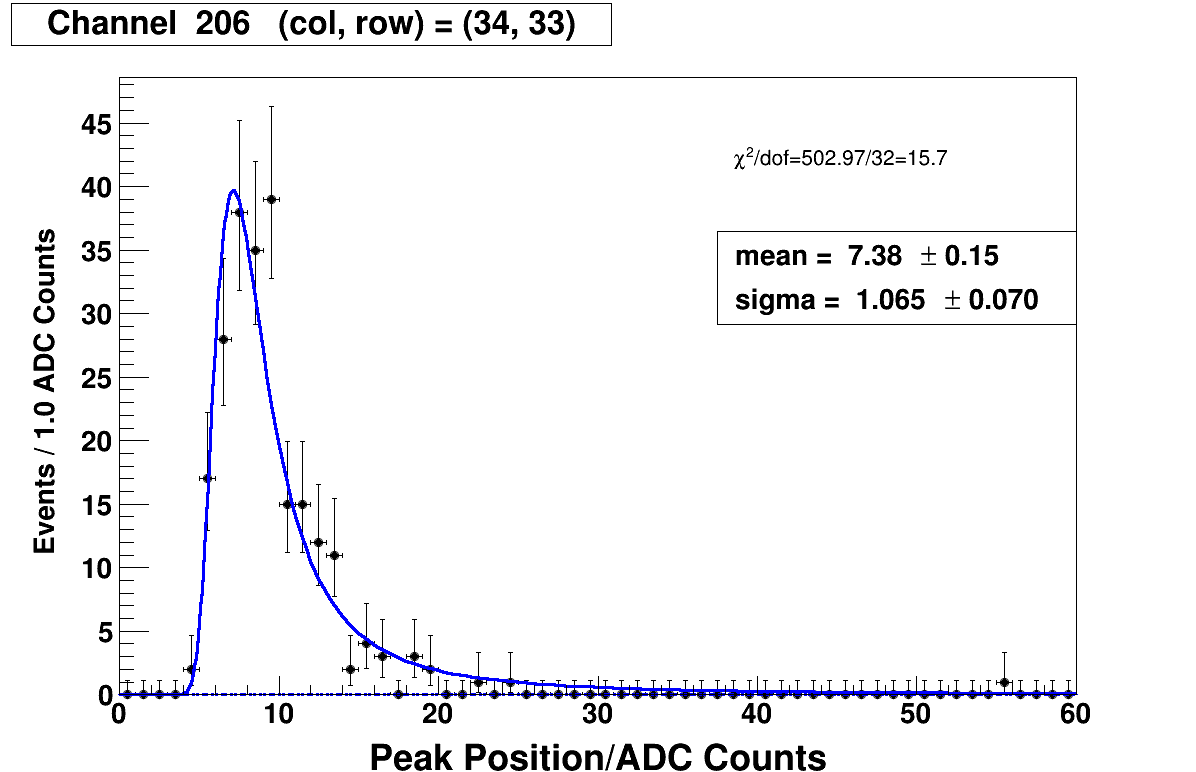 Channel 206 (col, row) = (34, 33)
χ²/dof=502.97/32=15.7
mean = 7.38 ± 0.15
sigma = 1.065 ± 0.070
Events / 1.0 ADC Counts
45
40
35
30
25
20
15
10
5
0
0 10 20 30 40 50 60
Peak Position/ADC Counts